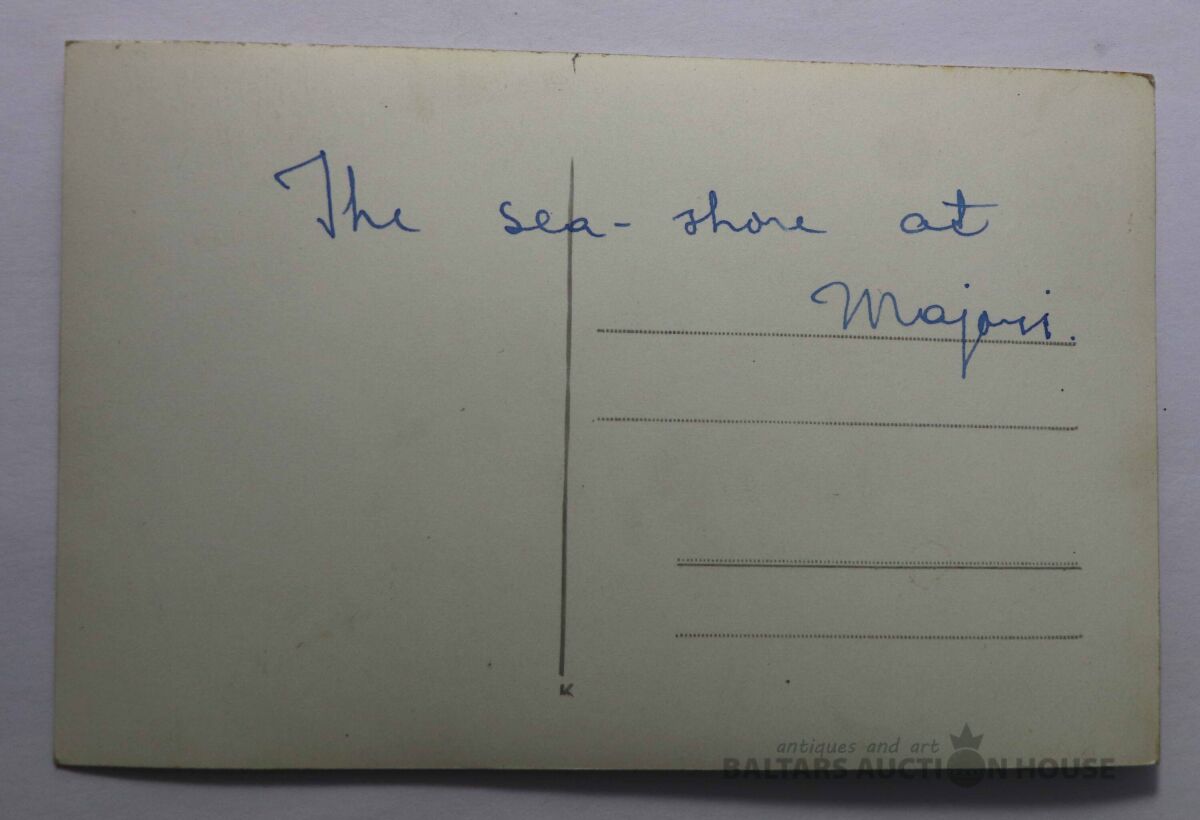 The sea-shore at
Majori.
K
antiques and art
BALTARS AUCTION HOUSE